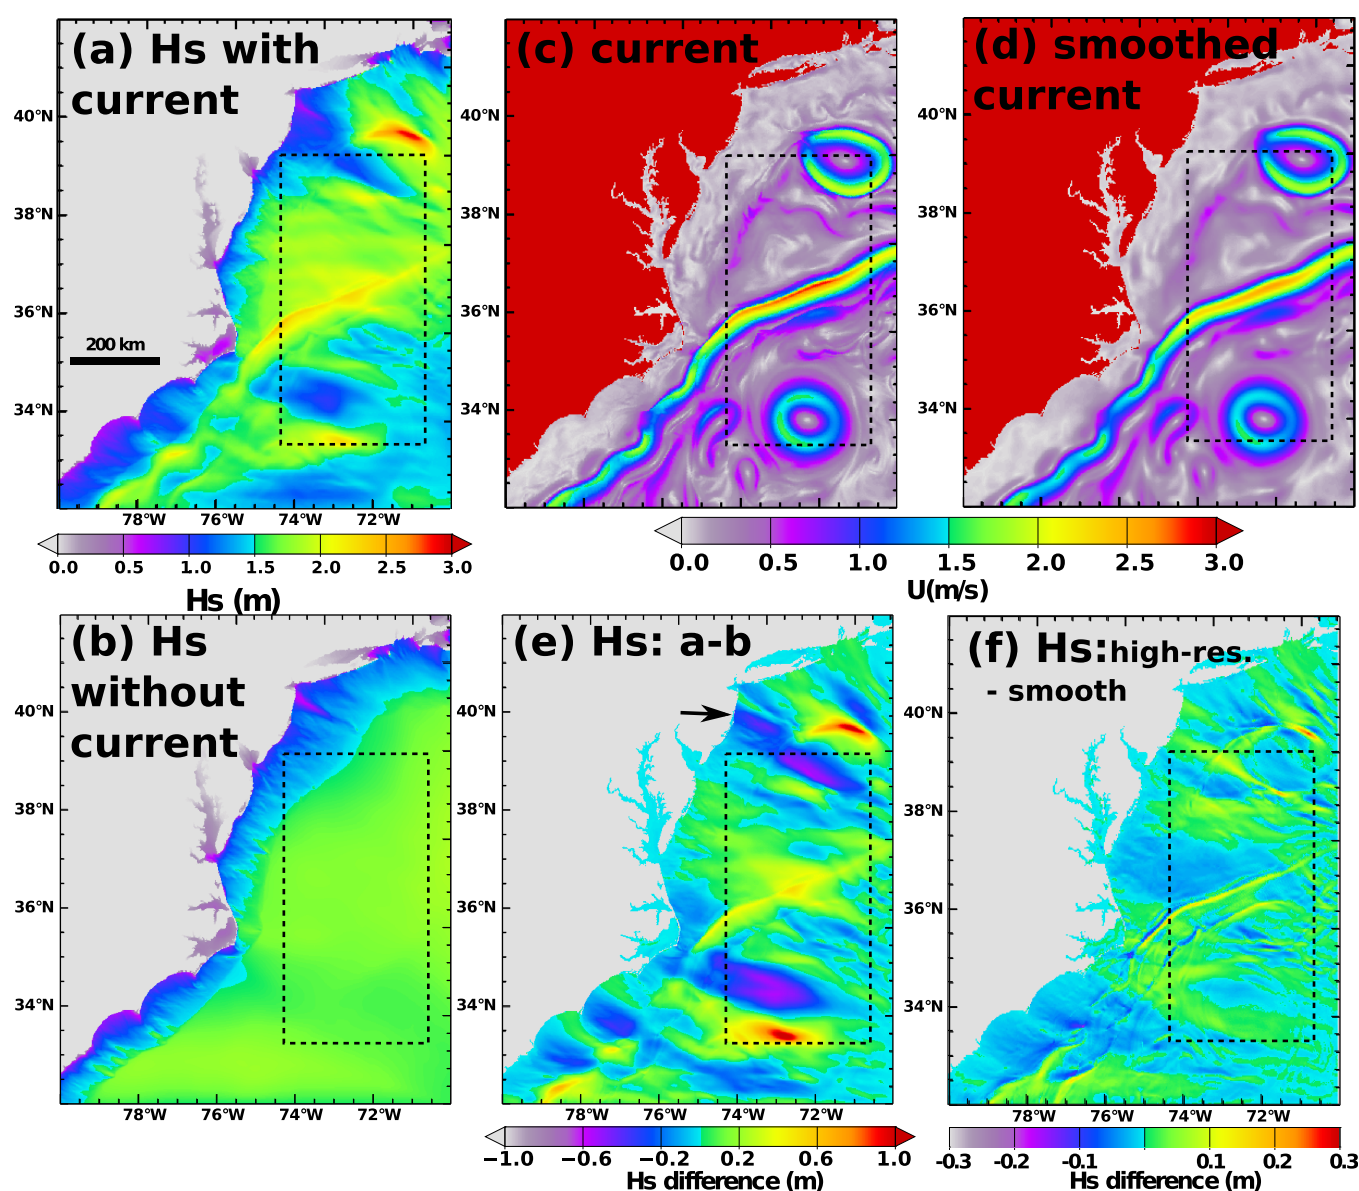 (a) Hs with
current
40°N
38°N
36°N
34°N
200 km
78°W 76°W 74°W 72°W
0.0 0.5 1.0 1.5 2.0 2.5 3.0
Hs (m)
(c) current
40°N
38°N
36°N
34°N
(d) smoothed
current
40°N
38°N
36°N
34°N
0.0 0.5 1.0 1.5 2.0 2.5 3.0
U(m/s)
(b) Hs
without
current
40°N
38°N
36°N
34°N
78°W 76°W 74°W 72°W
(e) Hs: a-b
40°N
38°N
36°N
34°N
78°W 76°W 74°W 72°W
−1.0 −0.6 −0.2 0.2 0.6 1.0
Hs difference (m)
(f) Hs:high-res.
- smooth
40°N
38°N
36°N
34°N
78°W 76°W 74°W 72°W
-0.3 -0.2 -0.1 0.1 0.2 0.3
Hs difference (m)